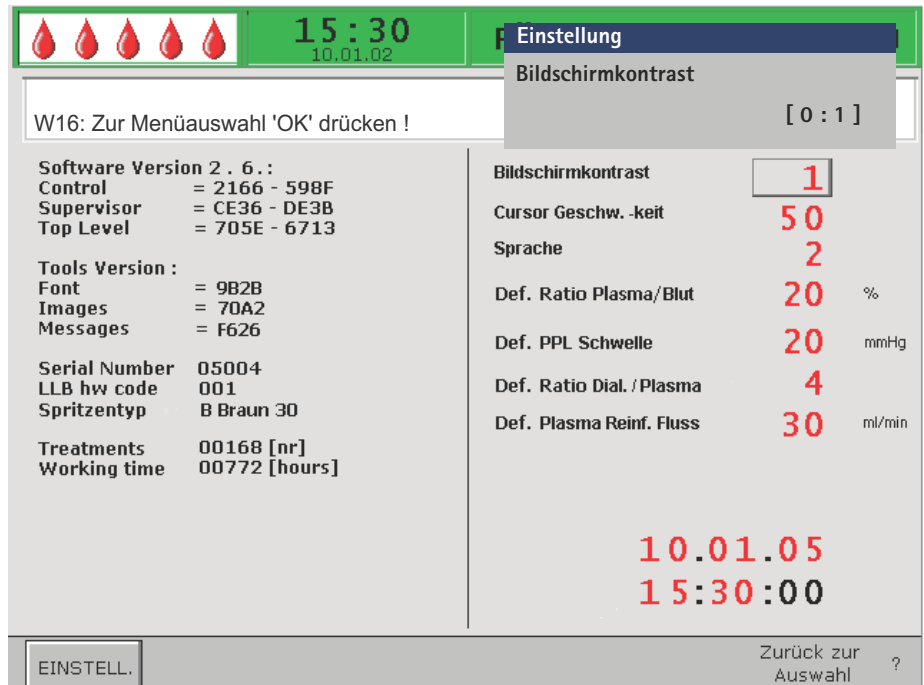 15:30
10.01.02
Einstellung
Bildschirmkontrast
[ 0 : 1 ]
W16: Zur Menüauswahl 'OK' drücken !
Software Version 2 . 6.:
Control = 2166 - 598F
Supervisor = CE36 - DE3B
Top Level = 705E - 6713
Tools Version :
Font = 9B2B
Images = 70A2
Messages = F626
Serial Number 05004
LLB hw code 001
Spritzentyp B Braun 30
Treatments 00168 [nr]
Working time 00772 [hours]
Bildschirmkontrast 1
Cursor Geschw. -keit 50
Sprache 2
Def. Ratio Plasma/Blut 20 %
Def. PPL Schwelle 20 mmHg
Def. Ratio Dial. / Plasma 4
Def. Plasma Reinf. Fluss 30 ml/min
10.01.05
15:30:00
EINSTELL.
Zurück zur
Auswahl ?